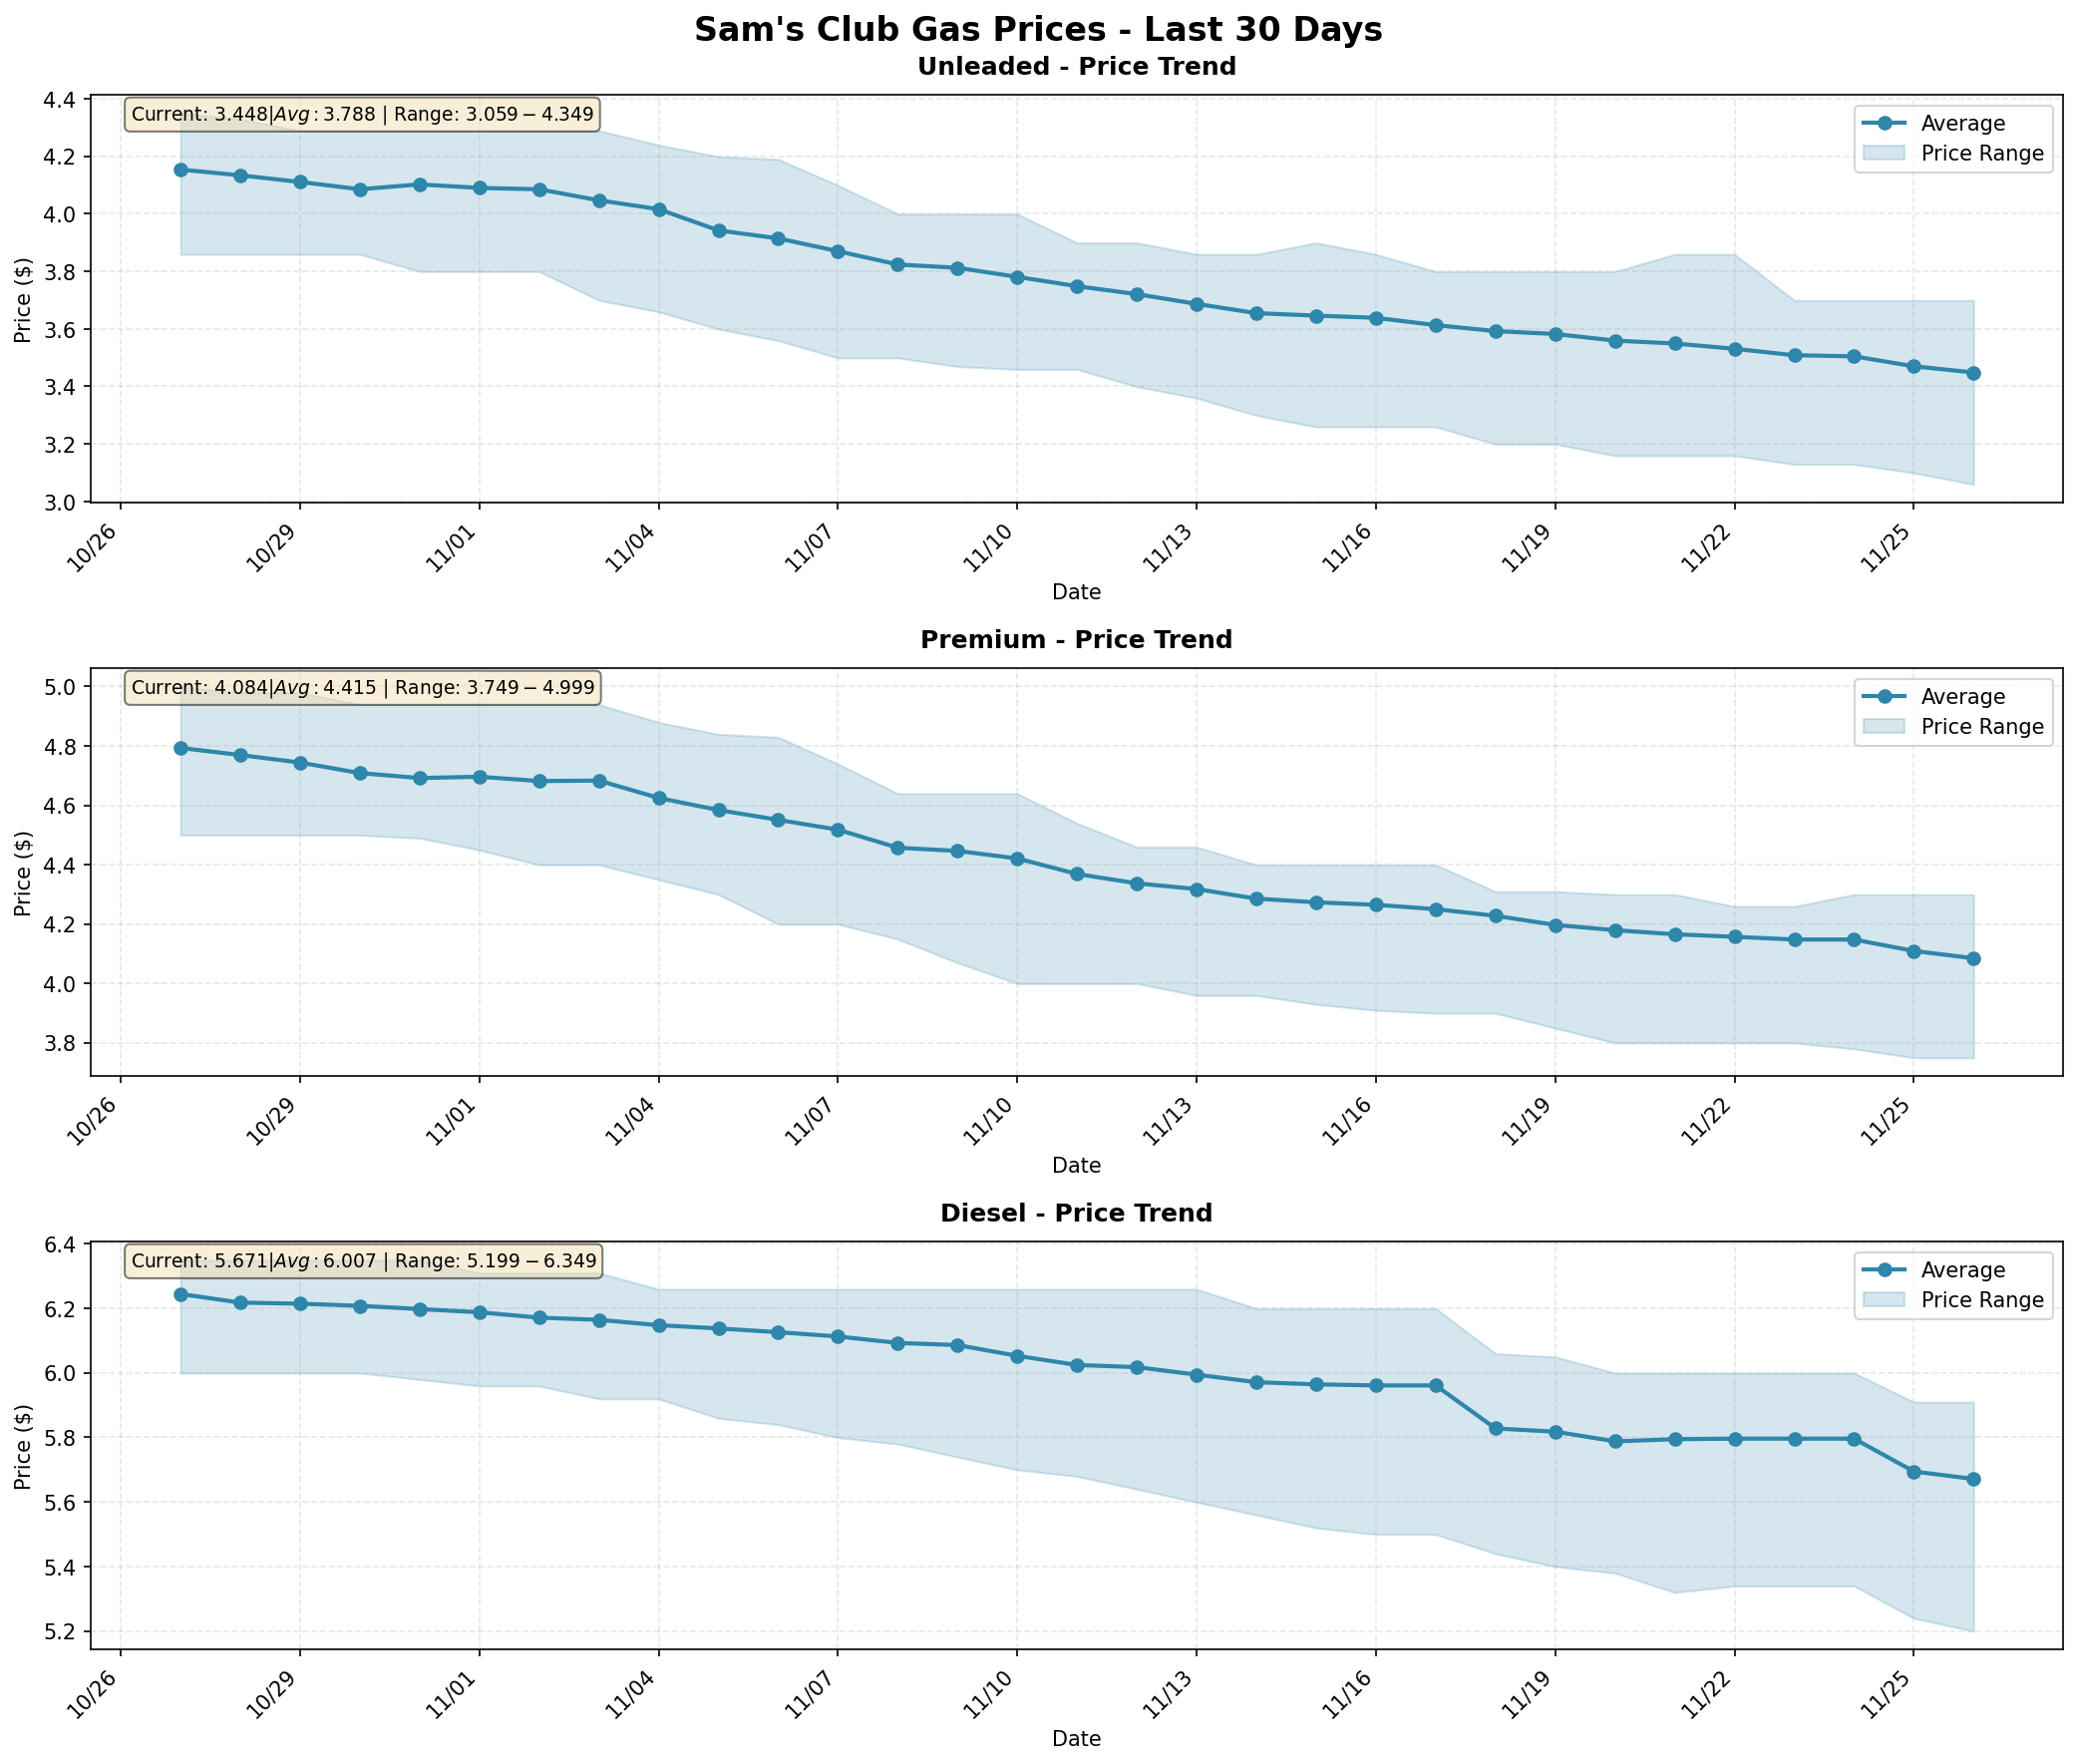 Sam's Club Gas Prices - Last 30 Days
Unleaded - Price Trend
Current: 3.448|Avg:3.788 | Range: 3.059−4.349
Average
Price Range
Price ($)
4.4
4.2
4.0
3.8
3.6
3.4
3.2
3.0
10/26 10/29 11/01 11/04 11/07 11/10 11/13 11/16 11/19 11/22 11/25
Date
Premium - Price Trend
Current: 4.084|Avg:4.415 | Range: 3.749−4.999
Average
Price Range
Price ($)
5.0
4.8
4.6
4.4
4.2
4.0
3.8
10/26 10/29 11/01 11/04 11/07 11/10 11/13 11/16 11/19 11/22 11/25
Date
Diesel - Price Trend
Current: 5.671|Avg:6.007 | Range: 5.199−6.349
Average
Price Range
Price ($)
6.4
6.2
6.0
5.8
5.6
5.4
5.2
10/26 10/29 11/01 11/04 11/07 11/10 11/13 11/16 11/19 11/22 11/25
Date